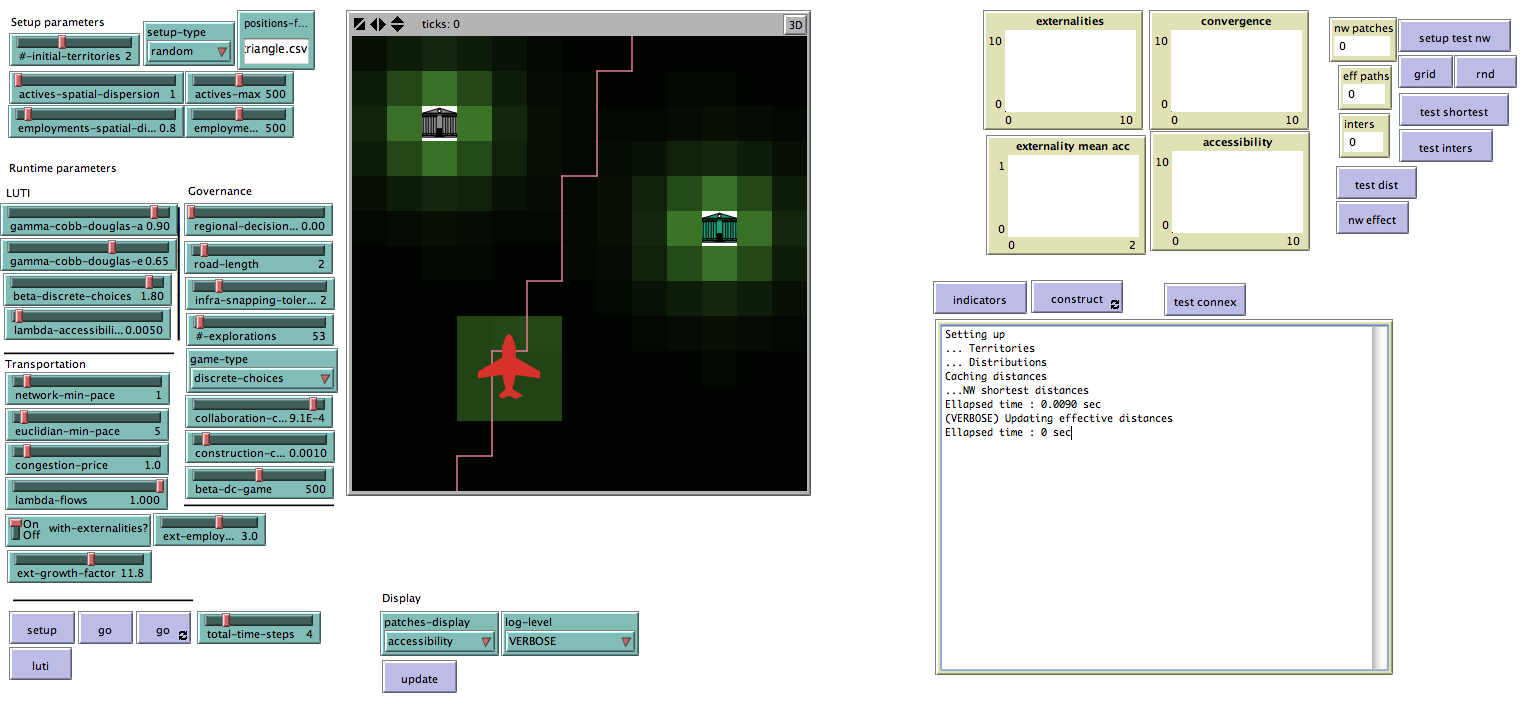 Setup parameters
#-initial-territories 2
setup-type
random
positions-f...
triangle.csv
actives-spatial-dispersion 1
actives-max 500
employments-spatial-di... 0.8
employme... 500
Runtime parameters
LUTI
gamma-cobb-douglas-a 0.90
gamma-cobb-douglas-e 0.65
beta-discrete-choices 1.80
lambda-accessibili... 0.0050
Governance
regional-decision... 0.00
road-length 2
infra-snapping-toler... 2
#-explorations 53
game-type
discrete-choices
collaboration-c... 9.1E-4
construction-c... 0.0010
beta-dc-game 500
Transportation
network-min-pace 1
euclidian-min-pace 5
congestion-price 1.0
lambda-flows 1.000
On
Off
with-externalities?
ext-employ... 3.0
ext-growth-factor 11.8
setup
go
go
total-time-steps 4
luti
ticks: 0
3D
Display
patches-display
accessibility
log-level
VERBOSE
update
externalities
10
0
0 10
convergence
10
0
0 10
externality mean acc
1
0
0 2
accessibility
10
0
0 10
nw patches
0
eff paths
0
inters
0
setup test nw
grid
rnd
test shortest
test inters
test dist
nw effect
indicators
construct
test connex
Setting up
... Territories
... Distributions
Caching distances
...NW shortest distances
Ellapsed time : 0.0090 sec
(VERBOSE) Updating effective distances
Ellapsed time : 0 sec